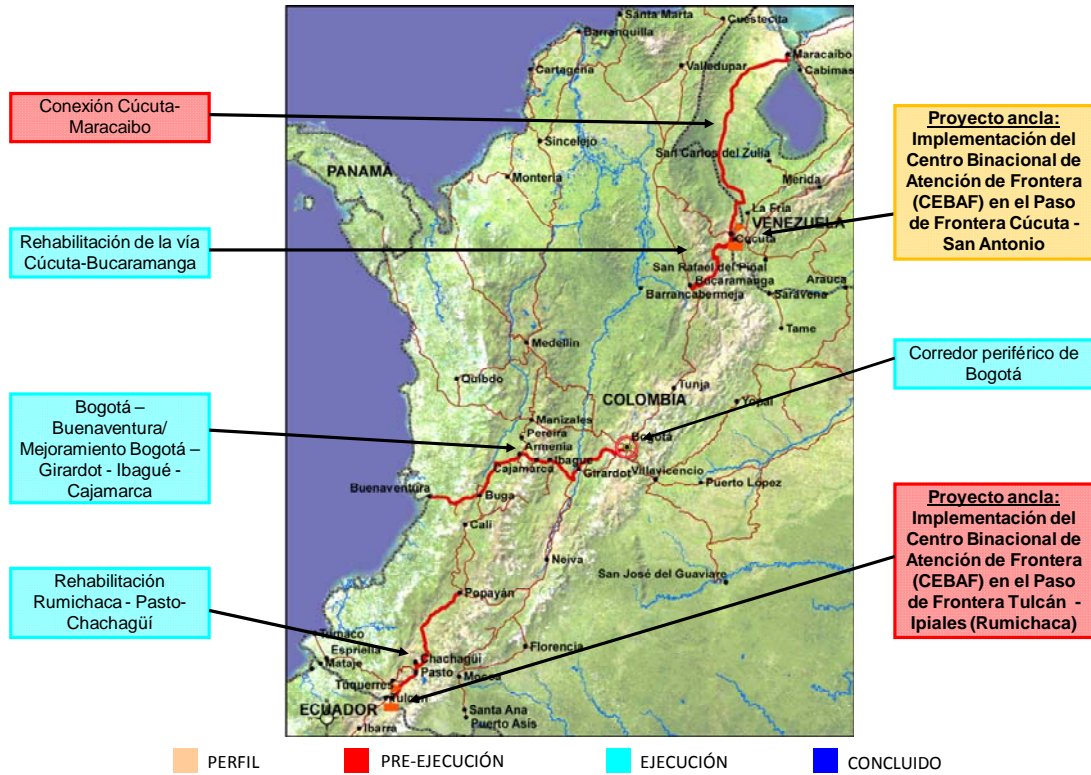 Conexión Cúcuta-
Maracaibo
Rehabilitación de la vía
Cúcuta-Bucaramanga
Bogotá –
Buenaventura/
Mejoramiento Bogotá –
Girardot - Ibagué -
Cajamarca
Rehabilitación
Rumichaca - Pasto-
Chachagüí
Santa Marta
Cuestecita
Barranquilla
Maracaibo
Cartagena
Valledupar
Cabimas
Sincelejo
San Carlos del Zulia
PANAMÁ
Montería
Mérida
La Fria
VENEZUELA
Cúcuta
San Rafael del Piñal
Bucaramanga
Arauca
Barrancabermeja
Saravena
Tame
Medellín
Tunja
Quibdo
COLOMBIA
Yopal
Manizales
Pereira
Bogotá
Armenia
Cajamarca
Ibague
Girardot
Villavicencio
Puerto López
Buenaventura
Buga
Cali
Neiva
San José del Guaviare
Popayán
Florencia
Tumaco
Espriella
Mataje
Chachagüí
Pasto
Mocoa
Túquerres
Tulcán
ECUADOR
Santa Ana
Puerto Asís
Ibarra
Proyecto ancla:
Implementación del
Centro Binacional de
Atención de Frontera
(CEBAF) en el Paso
de Frontera Cúcuta -
San Antonio
Corredor periférico de
Bogotá
Proyecto ancla:
Implementación del
Centro Binacional de
Atención de Frontera
(CEBAF) en el Paso
de Frontera Tulcán -
Ipiales (Rumichaca)
PERFIL
PRE-EJECUCIÓN
EJECUCIÓN
CONCLUIDO